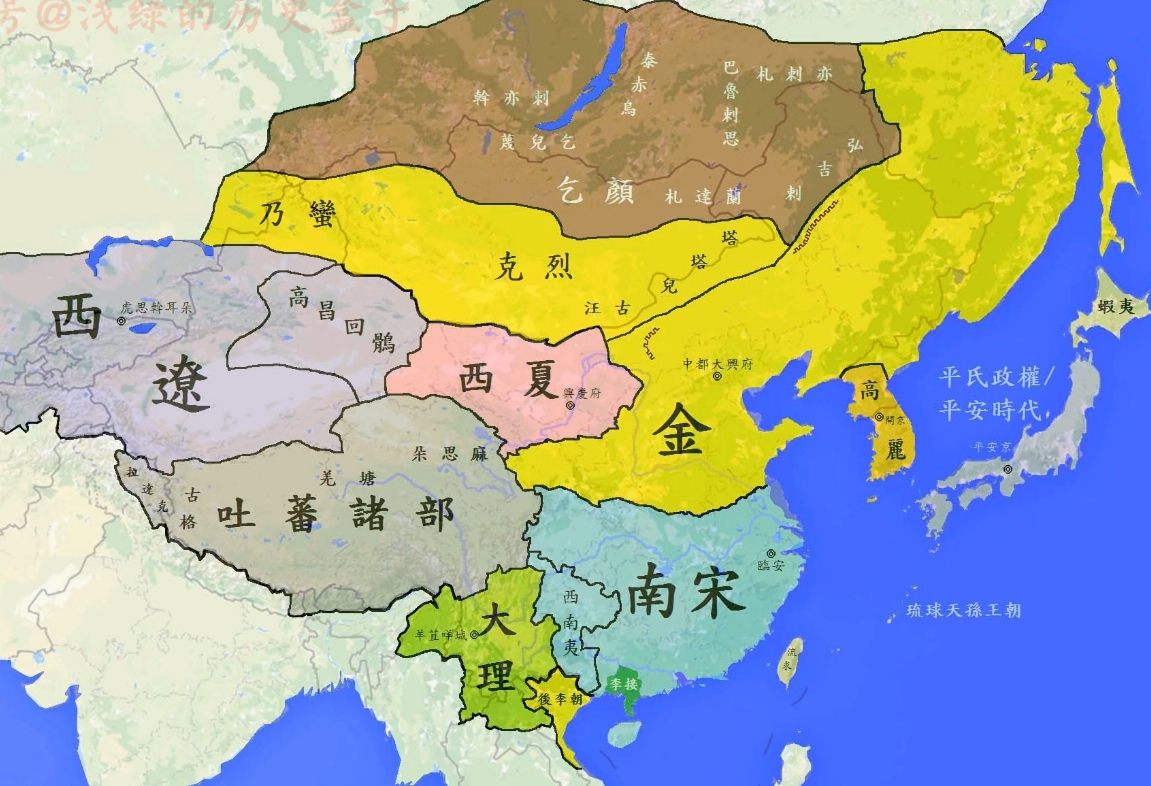 号@浅绿的历史盒子
斡亦剌
泰赤烏
巴魯剌思
札剌亦
蔑兒乞
弘吉剌
乞顏
札達蘭
乃蠻
克烈
塔塔兒
汪古
西遼
虎思斡耳朵
高昌回鶻
西夏
興慶府
中都大興府
金
高麗
開京
蝦夷
平氏政權/
平安時代
平安京
朵思麻
羌塘
拉達克
古格
吐蕃諸部
南宋
臨安
西南夷
大理
羊苴咩城
後李朝
李接
流求
琉球天孫王朝